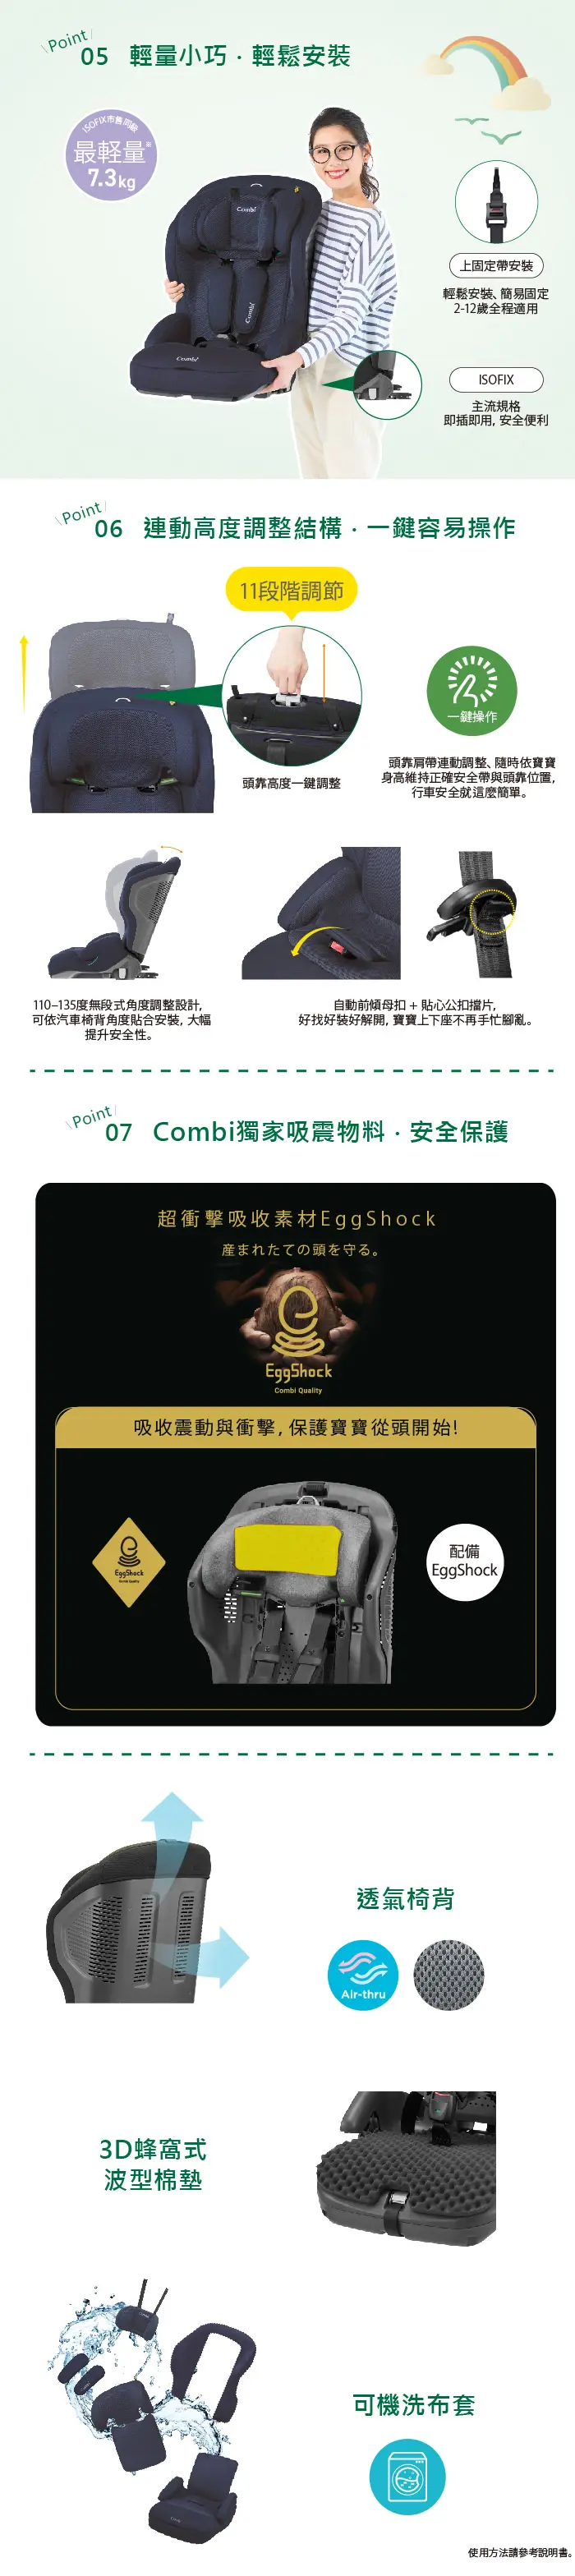 Point
05 輕量小巧．輕鬆安裝
ISOFIX市售同級
最輕量
7.3kg
Combi
Combi
Combi
上固定帶安裝
輕鬆安裝、簡易固定
2-12歲全程適用
ISOFIX
主流規格
即插即用, 安全便利
Point
06 連動高度調整結構．一鍵容易操作
11段階調節
頭靠高度一鍵調整
一鍵操作
頭靠肩帶連動調整、隨時依寶寶
身高維持正確安全帶與頭靠位置,
行車安全就這麼簡單。
110–135度無段式角度調整設計,
可依汽車椅背角度貼合安裝, 大幅
提升安全性。
自動前傾母扣 + 貼心公扣擋片,
好找好裝好解開, 寶寶上下座不再手忙腳亂。
Point
07 Combi獨家吸震物料．安全保護
超衝擊吸收素材EggShock
産まれたての頭を守る。
EggShock
Combi Quality
吸收震動與衝擊, 保護寶寶從頭開始!
EggShock
Combi Quality
配備
EggShock
透氣椅背
Air-thru
3D蜂窩式
波型棉墊
可機洗布套
使用方法請參考說明書。